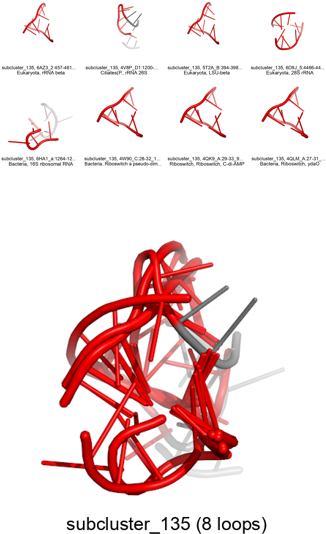 subcluster_135, 6AZ3_2:457-461...
Eukaryota, rRNA beta
subcluster_135, 4V8P_D1:1200-...
Ciliates(P., rRNA 26S
subcluster_135, 5T2A_B:394-398...
Eukaryota, LSU-beta
subcluster_135, 8D9J_5:4466-44...
Eukaryota, 28S rRNA
subcluster_135, 6HA1_a:1264-12...
Bacteria, 16S ribosomal RNA
subcluster_135, 4W90_C:28-32_1...
Bacteria, Riboswitch a pseudo-dim...
subcluster_135, 4QK9_A:29-33_9...
Riboswitch, Riboswitch, C-di-AMP
subcluster_135, 4QLM_A:27-31_...
Bacteria, Riboswitch, ydaO
subcluster_135 (8 loops)